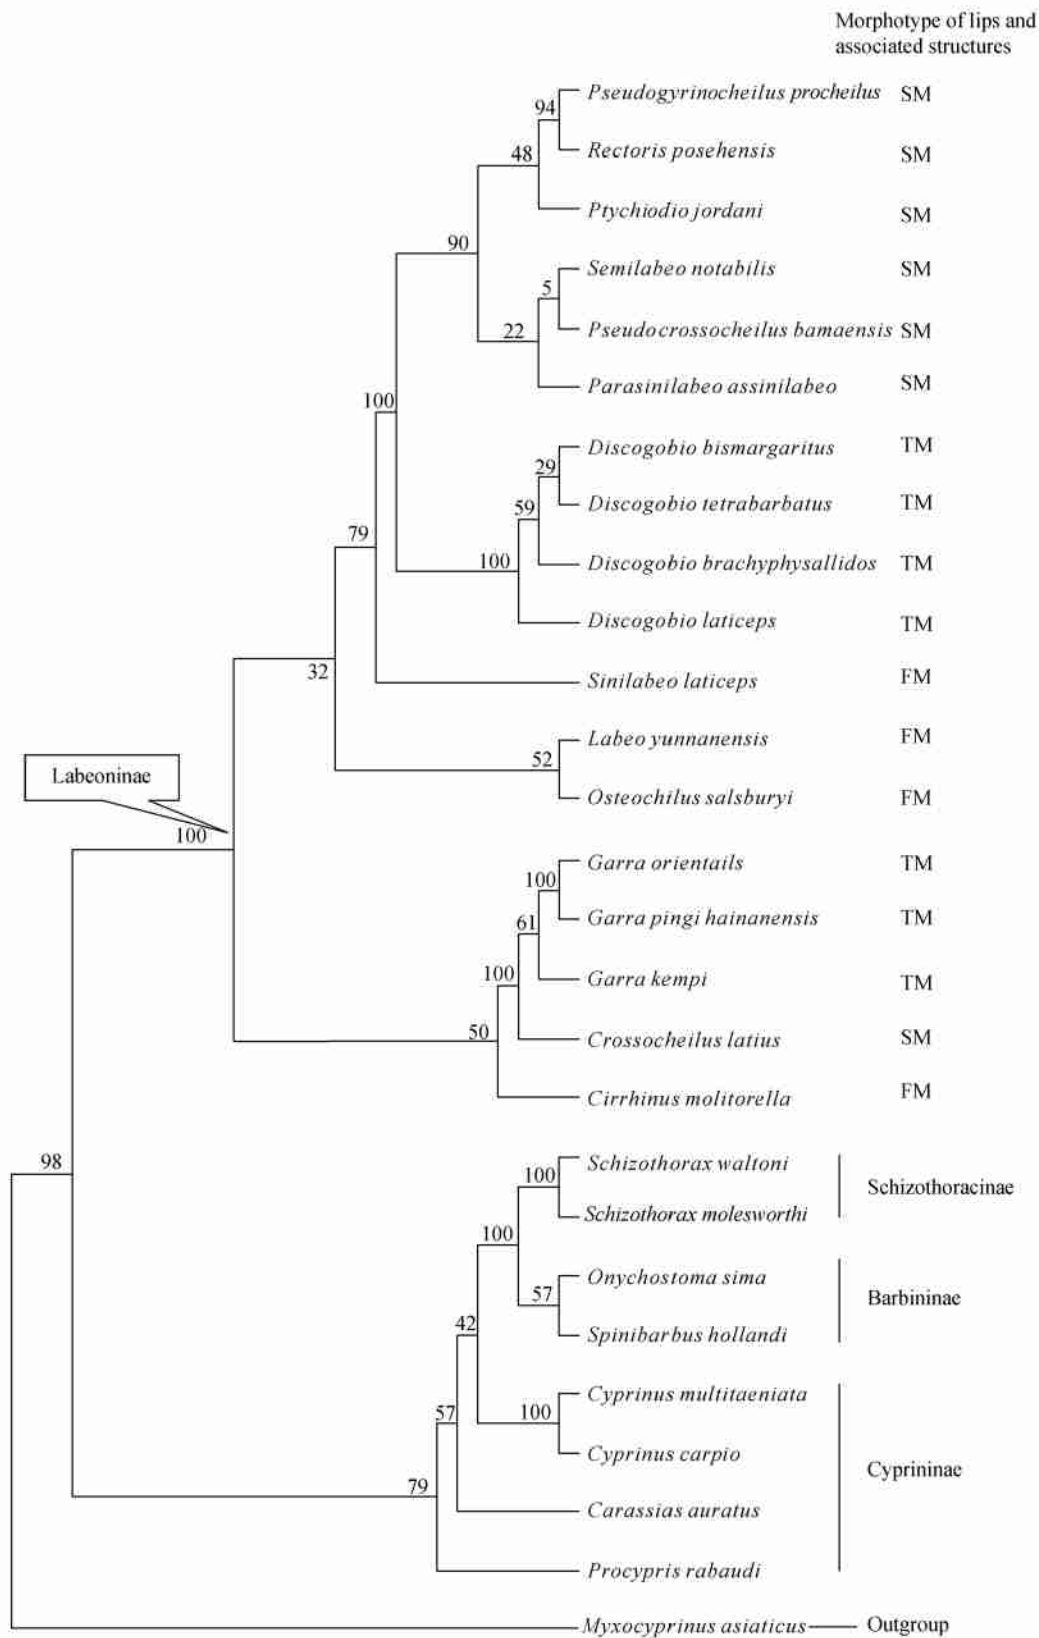 Morphotype of lips and
associated structures
Pseudogyrinocheilus procheilus SM
94
Rectoris posehensis SM
48
Ptychiodio jordani SM
90
Semilabeo notabilis SM
5
Pseudocrossocheilus bamaensis SM
22
Parasinilabeo assinilabeo SM
100
Discogobio bismargaritus TM
29
Discogobio tetrabarbatus TM
59
79
Discogobio brachyphysallidos TM
100
Discogobio laticeps TM
32
Sinilabeo laticeps FM
Labeo yunnanensis FM
52
Labeoninae
Osteochilus salsburyi FM
100
Garra orientails TM
100
Garra pingi hainanensis TM
61
Garra kempi TM
100
50
Crossocheilus latius SM
Cirrhinus molitorella FM
98
Schizothorax waltoni
100
Schizothoracinae
Schizothorax molesworthi
100
Onychostoma sima
57
Barbininae
42
Spinibarbus hollandi
Cyprinus multitaeniata
100
57
Cyprinus carpio
Cyprininae
79
Carassias auratus
Procypris rabaudi
Myxocyprinus asiaticus Outgroup